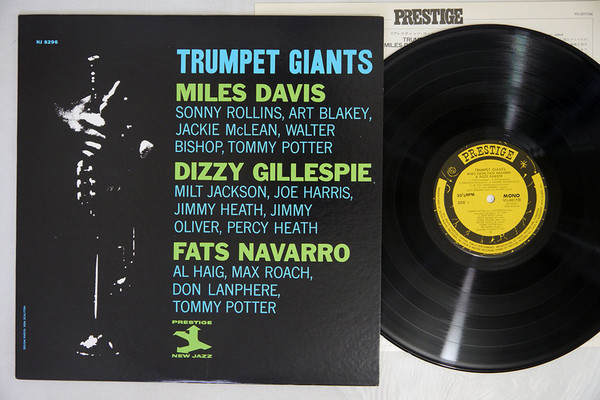 NJ 8296
TRUMPET GIANTS
MILES DAVIS
SONNY ROLLINS, ART BLAKEY,
JACKIE McLEAN, WALTER
BISHOP, TOMMY POTTER
DIZZY GILLESPIE
MILT JACKSON, JOE HARRIS,
JIMMY HEATH, JIMMY
OLIVER, PERCY HEATH
FATS NAVARRO
AL HAIG, MAX ROACH,
DON LANPHERE,
TOMMY POTTER
PRESTIGE
NEW JAZZ
PRESTIGE
PRESTIGE
TRUMPET GIANTS
MONO
SIDE 1